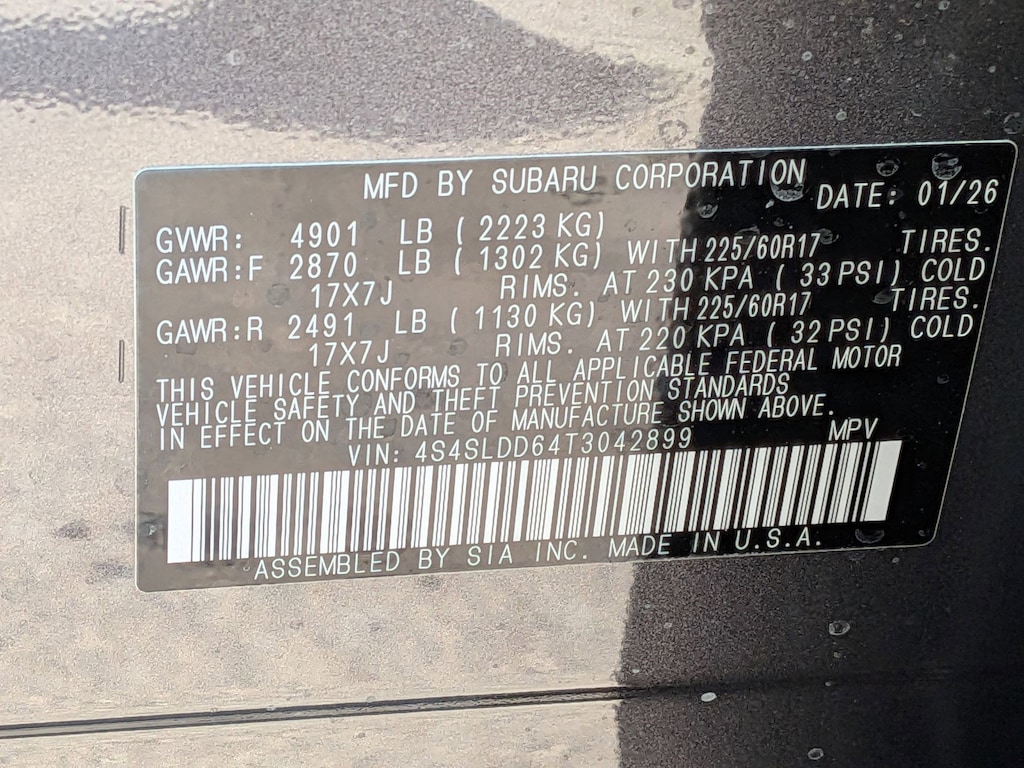 MFD BY SUBARU CORPORATION
DATE: 01/26
GVWR: 4901 LB ( 2223 KG)
GAWR:F 2870 LB ( 1302 KG) WITH 225/60R17 TIRES.
17X7J RIMS. AT 230 KPA ( 33 PSI) COLD
GAWR:R 2491 LB ( 1130 KG) WITH 225/60R17 TIRES.
17X7J RIMS. AT 220 KPA ( 32 PSI) COLD
THIS VEHICLE CONFORMS TO ALL APPLICABLE FEDERAL MOTOR
VEHICLE SAFETY AND THEFT PREVENTION STANDARDS
IN EFFECT ON THE DATE OF MANUFACTURE SHOWN ABOVE.
VIN: 4S4SLDD64T3042899 MPV
ASSEMBLED BY SIA INC. MADE IN U.S.A.